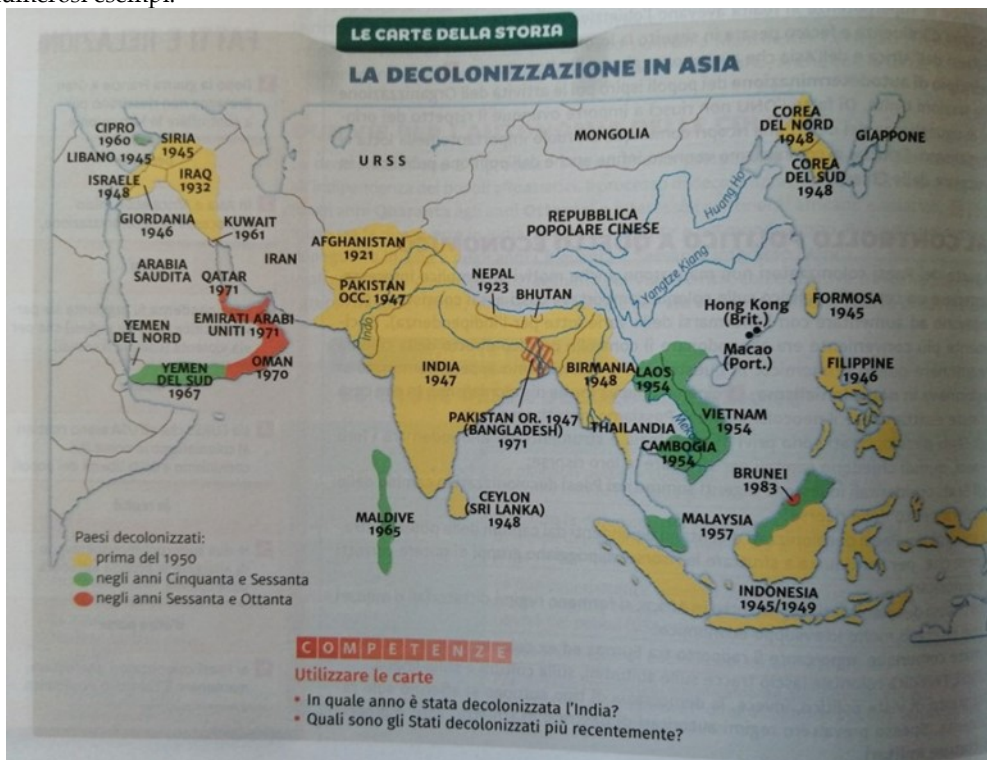 numerosi esempi.
LE CARTE DELLA STORIA
LA DECOLONIZZAZIONE IN ASIA
CIPRO
1960
SIRIA
1945
LIBANO 1945
ISRAELE
1948
IRAQ
1932
GIORDANIA
1946
KUWAIT
1961
ARABIA
SAUDITA
QATAR
1971
IRAN
EMIRATI ARABI
UNITI 1971
YEMEN
DEL NORD
OMAN
1970
YEMEN
DEL SUD
1967
URSS
MONGOLIA
COREA
DEL NORD
1948
GIAPPONE
COREA
DEL SUD
1948
Huang Ho
REPUBBLICA
POPOLARE CINESE
Yangtze Kiang
AFGHANISTAN
1921
PAKISTAN
OCC. 1947
Indo
NEPAL
1923
BHUTAN
Hong Kong
(Brit.)
FORMOSA
1945
Macao
(Port.)
INDIA
1947
BIRMANIA
1948
LAOS
1954
FILIPPINE
1946
PAKISTAN OR. 1947
(BANGLADESH)
1971
THAILANDIA
VIETNAM
1954
CAMBOGIA
1954
BRUNEI
1983
CEYLON
(SRI LANKA)
1948
MALDIVE
1965
MALAYSIA
1957
INDONESIA
1945/1949
Paesi decolonizzati:
prima del 1950
negli anni Cinquanta e Sessanta
negli anni Sessanta e Ottanta
COMPETENZE
Utilizzare le carte
• In quale anno è stata decolonizzata l'India?
• Quali sono gli Stati decolonizzati più recentemente?